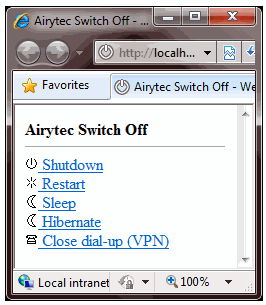 Airytec Switch Off - ...
http://localh...
Favorites
Airytec Switch Off - We
Airytec Switch Off
Shutdown
Restart
Sleep
Hibernate
Close dial-up (VPN)
Local intranet
100%